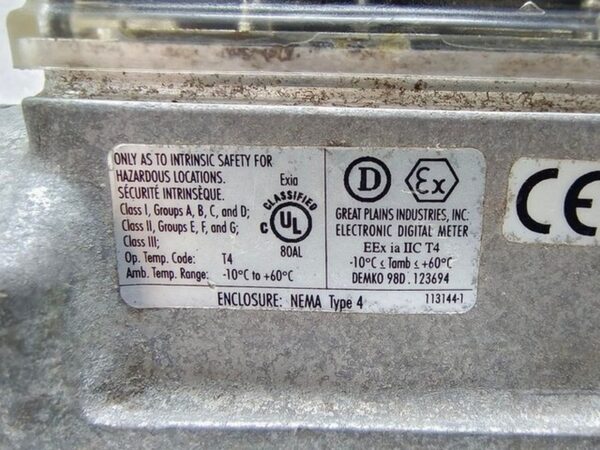 ONLY AS TO INTRINSIC SAFETY FOR
HAZARDOUS LOCATIONS. Exia
SÉCURITÉ INTRINSÈQUE.
Class I, Groups A, B, C, and D;
Class II, Groups E, F, and G;
Class III;
Op. Temp. Code: T4
Amb. Temp. Range: -10°C to +60°C
CLASSIFIED
C UL
80AL
D Ex
GREAT PLAINS INDUSTRIES, INC.
ELECTRONIC DIGITAL METER
EEx ia IIC T4
-10°C ≤ Tamb ≤ +60°C
DEMKO 98D . 123694
ENCLOSURE: NEMA Type 4 113144-1
CE